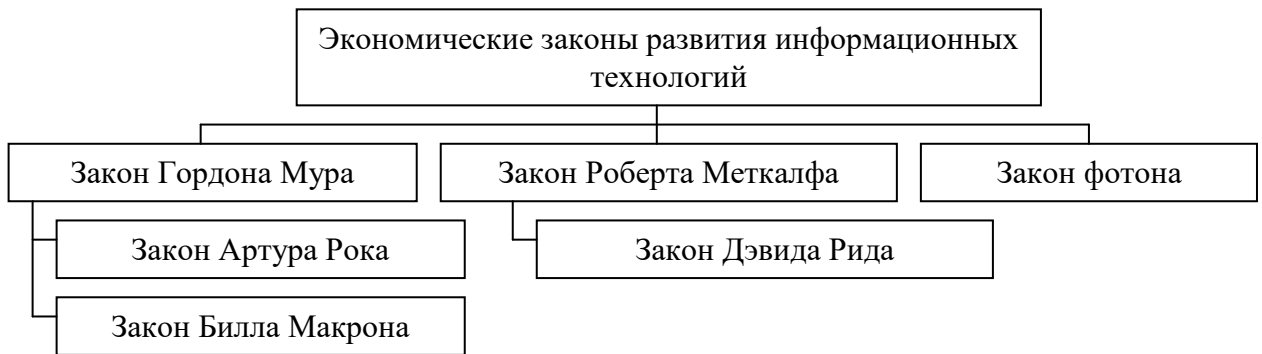 Экономические законы развития информационных
технологий
Закон Гордона Мура
Закон Роберта Меткалфа
Закон фотона
Закон Артура Рока
Закон Дэвида Рида
Закон Билла Макрона